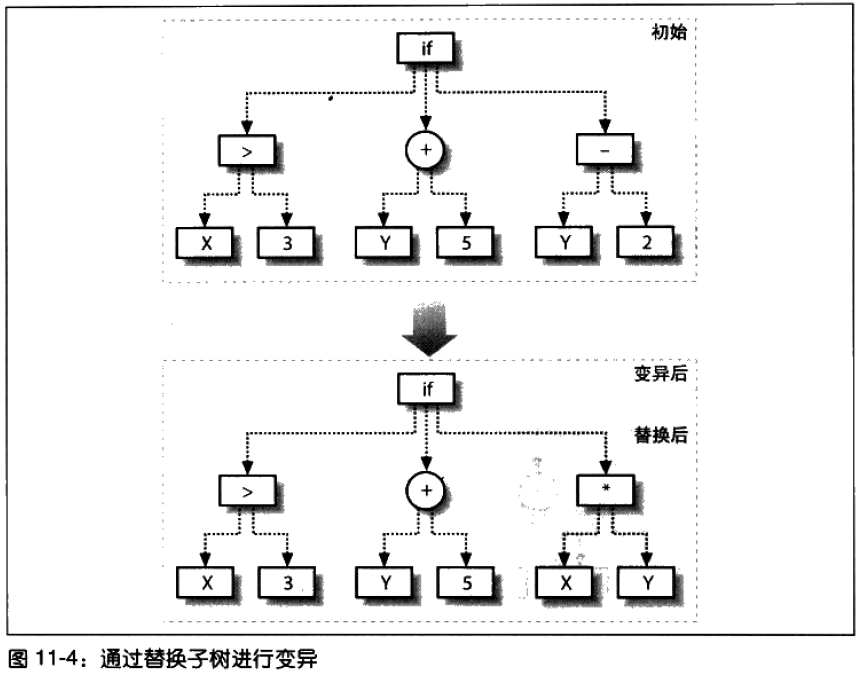 初始
if
> + −
X 3 Y 5 Y 2
变异后
if
替换后
> + *
X 3 Y 5 X Y
图 11-4：通过替换子树进行变异